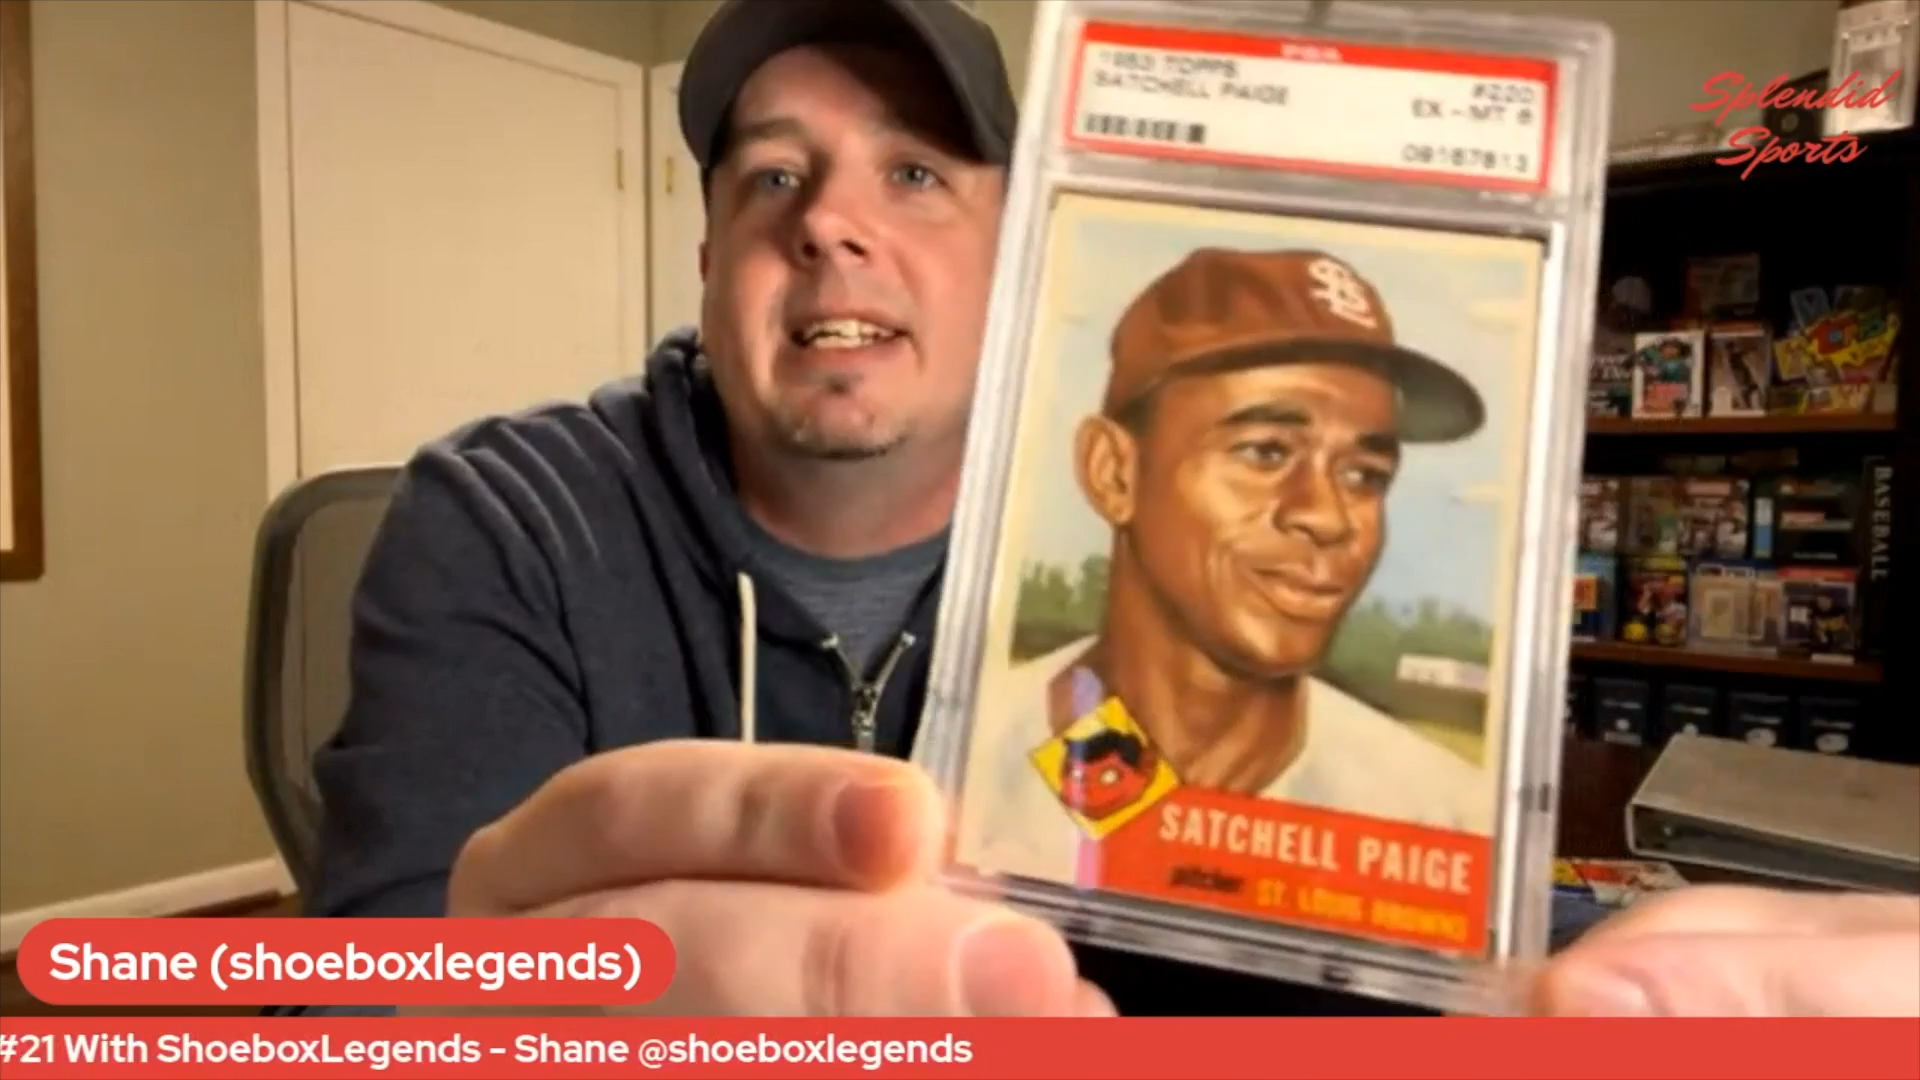 Splendid
Sports
PSA
1953 TOPPS
SATCHELL PAIGE
#220
EX - MT 6
09167813
BASEBALL
SATCHELL PAIGE
pitcher ST. LOUIS BROWNS
Shane (shoeboxlegends)
#21 With ShoeboxLegends - Shane @shoeboxlegends